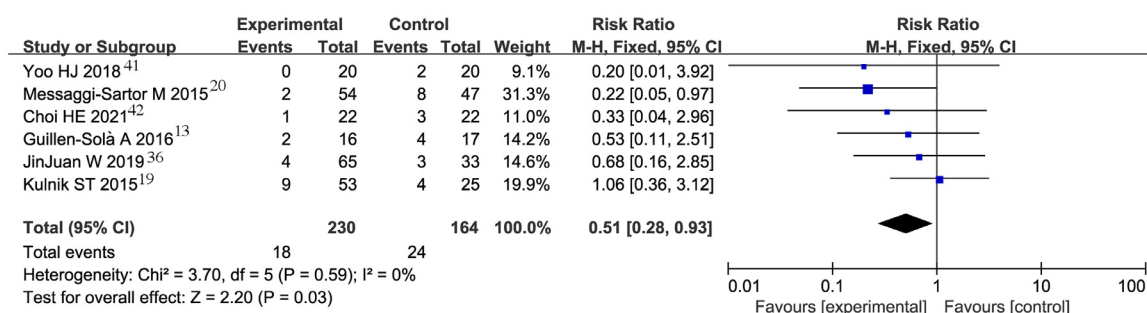 Experimental Control Risk Ratio Risk Ratio
Study or Subgroup Events Total Events Total Weight M-H, Fixed, 95% CI M-H, Fixed, 95% CI
Yoo HJ 2018 41 0 20 2 20 9.1% 0.20 [0.01, 3.92]
Messaggi-Sartor M 2015 20 2 54 8 47 31.3% 0.22 [0.05, 0.97]
Choi HE 2021 42 1 22 3 22 11.0% 0.33 [0.04, 2.96]
Guillen-Solà A 2016 13 2 16 4 17 14.2% 0.53 [0.11, 2.51]
JinJuan W 2019 36 4 65 3 33 14.6% 0.68 [0.16, 2.85]
Kulnik ST 2015 19 9 53 4 25 19.9% 1.06 [0.36, 3.12]
Total (95% CI) 230 164 100.0% 0.51 [0.28, 0.93]
Total events 18 24
Heterogeneity: Chi² = 3.70, df = 5 (P = 0.59); I² = 0%
Test for overall effect: Z = 2.20 (P = 0.03)
0.01 0.1 1 10 100
Favours [experimental] Favours [control]